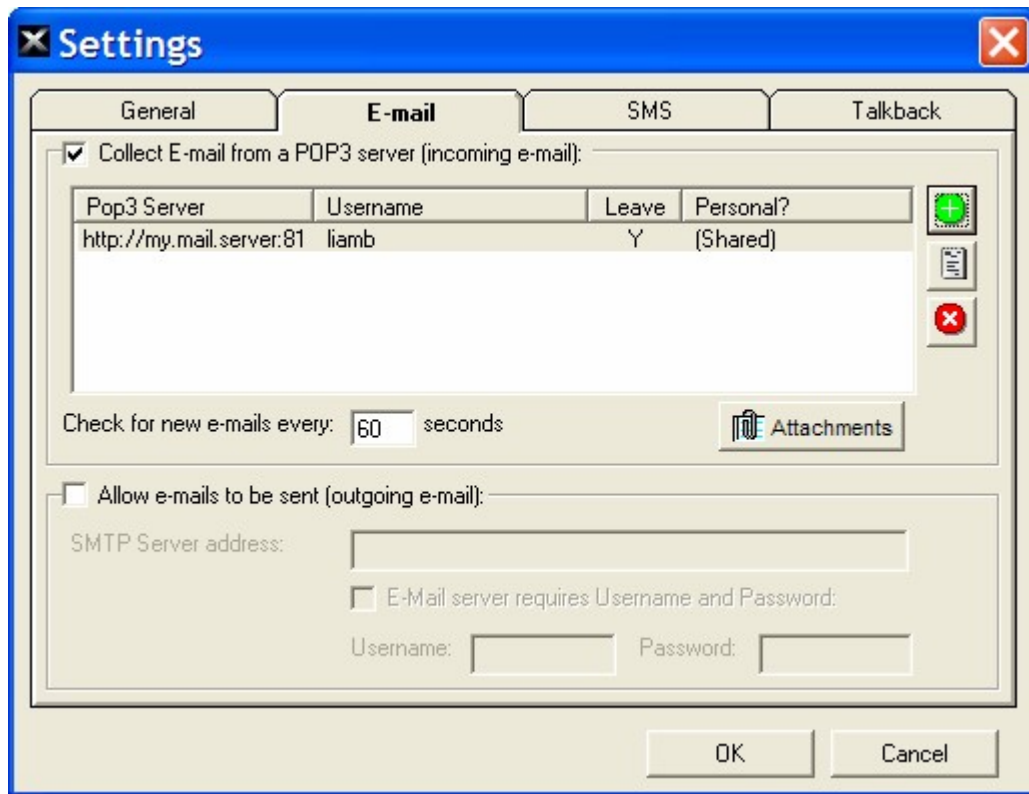 Settings
General E-mail SMS Talkback
Collect E-mail from a POP3 server (incoming e-mail):
Pop3 Server Username Leave Personal?
http://my.mail.server:81 liamb Y (Shared)
Check for new e-mails every: 60 seconds Attachments
Allow e-mails to be sent (outgoing e-mail):
SMTP Server address:
E-Mail server requires Username and Password:
Username: Password:
OK Cancel